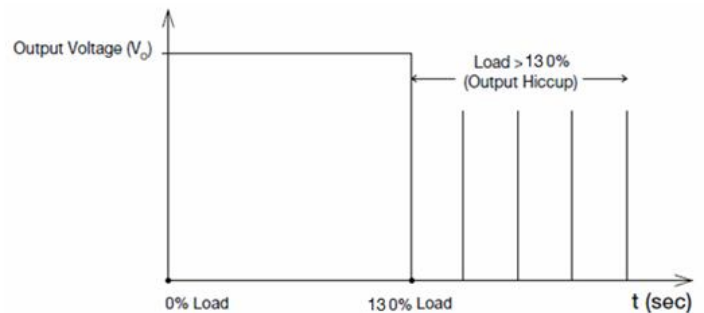 Output Voltage (Vo)
Load >130%
(Output Hiccup)
0% Load
130% Load
t (sec)